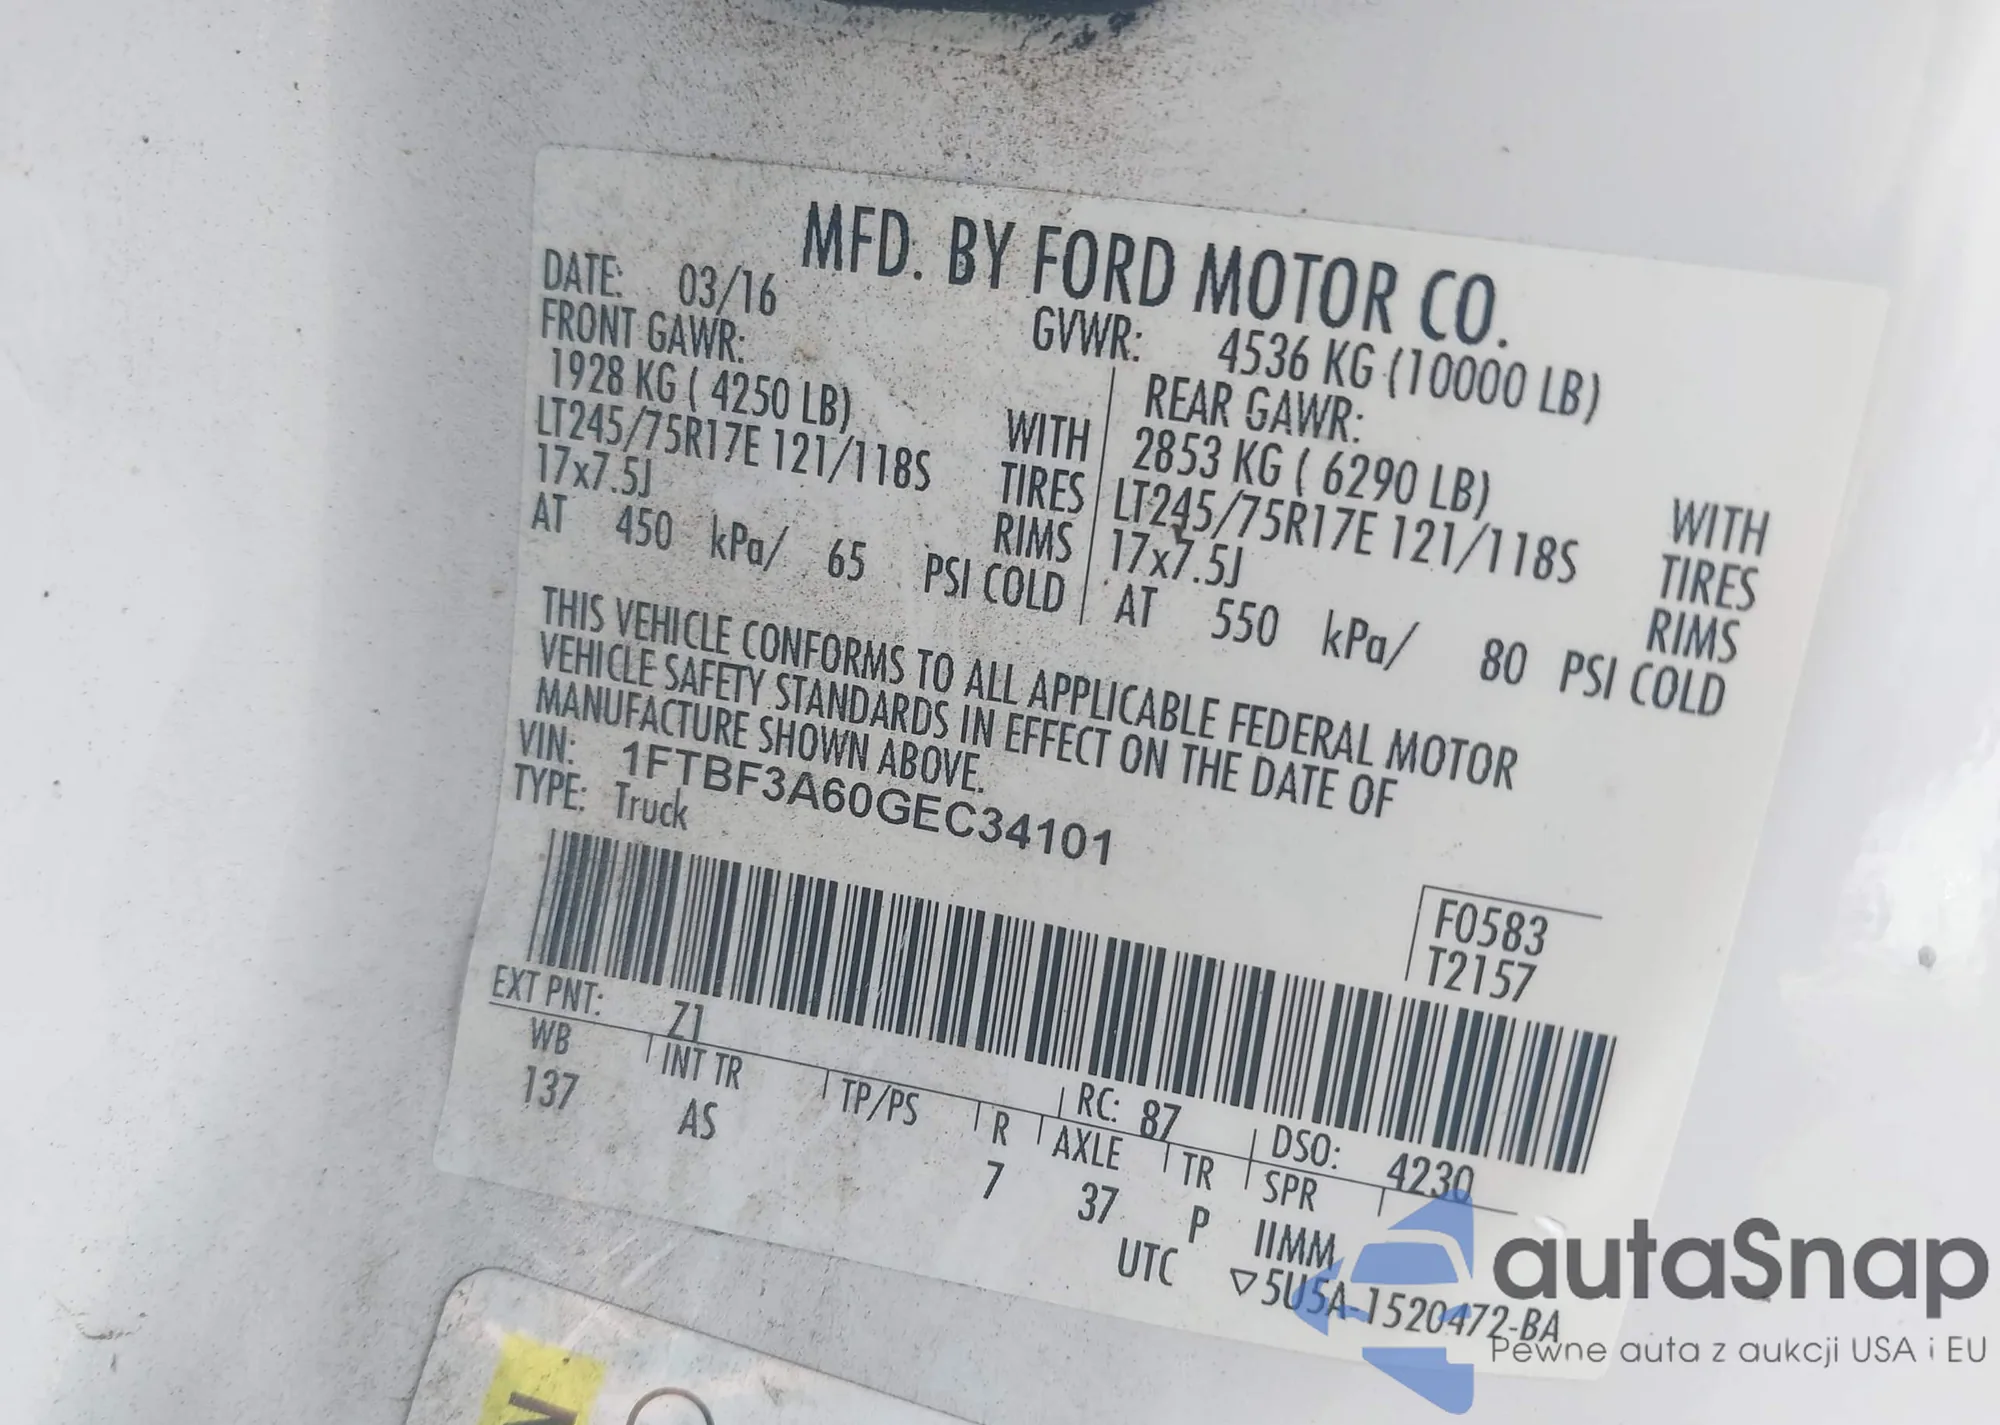 MFD. BY FORD MOTOR CO.
DATE: 03/16 GVWR: 4536 KG (10000 LB)
FRONT GAWR: REAR GAWR:
1928 KG ( 4250 LB) WITH 2853 KG ( 6290 LB) WITH
LT245/75R17E 121/118S TIRES LT245/75R17E 121/118S TIRES
17x7.5J RIMS 17x7.5J RIMS
AT 450 kPa/ 65 PSI COLD AT 550 kPa/ 80 PSI COLD
THIS VEHICLE CONFORMS TO ALL APPLICABLE FEDERAL MOTOR
VEHICLE SAFETY STANDARDS IN EFFECT ON THE DATE OF
MANUFACTURE SHOWN ABOVE.
VIN: 1FTBF3A60GEC34101
TYPE: Truck
F0583
T2157
EXT PNT: Z1 RC: 87 DSO: 4230
WB INT TR TP/PS R AXLE TR SPR
137 AS 7 37 P IIMM
UTC ▽5U5A-1520472-BA
autaSnap
Pewne auta z aukcji USA i EU